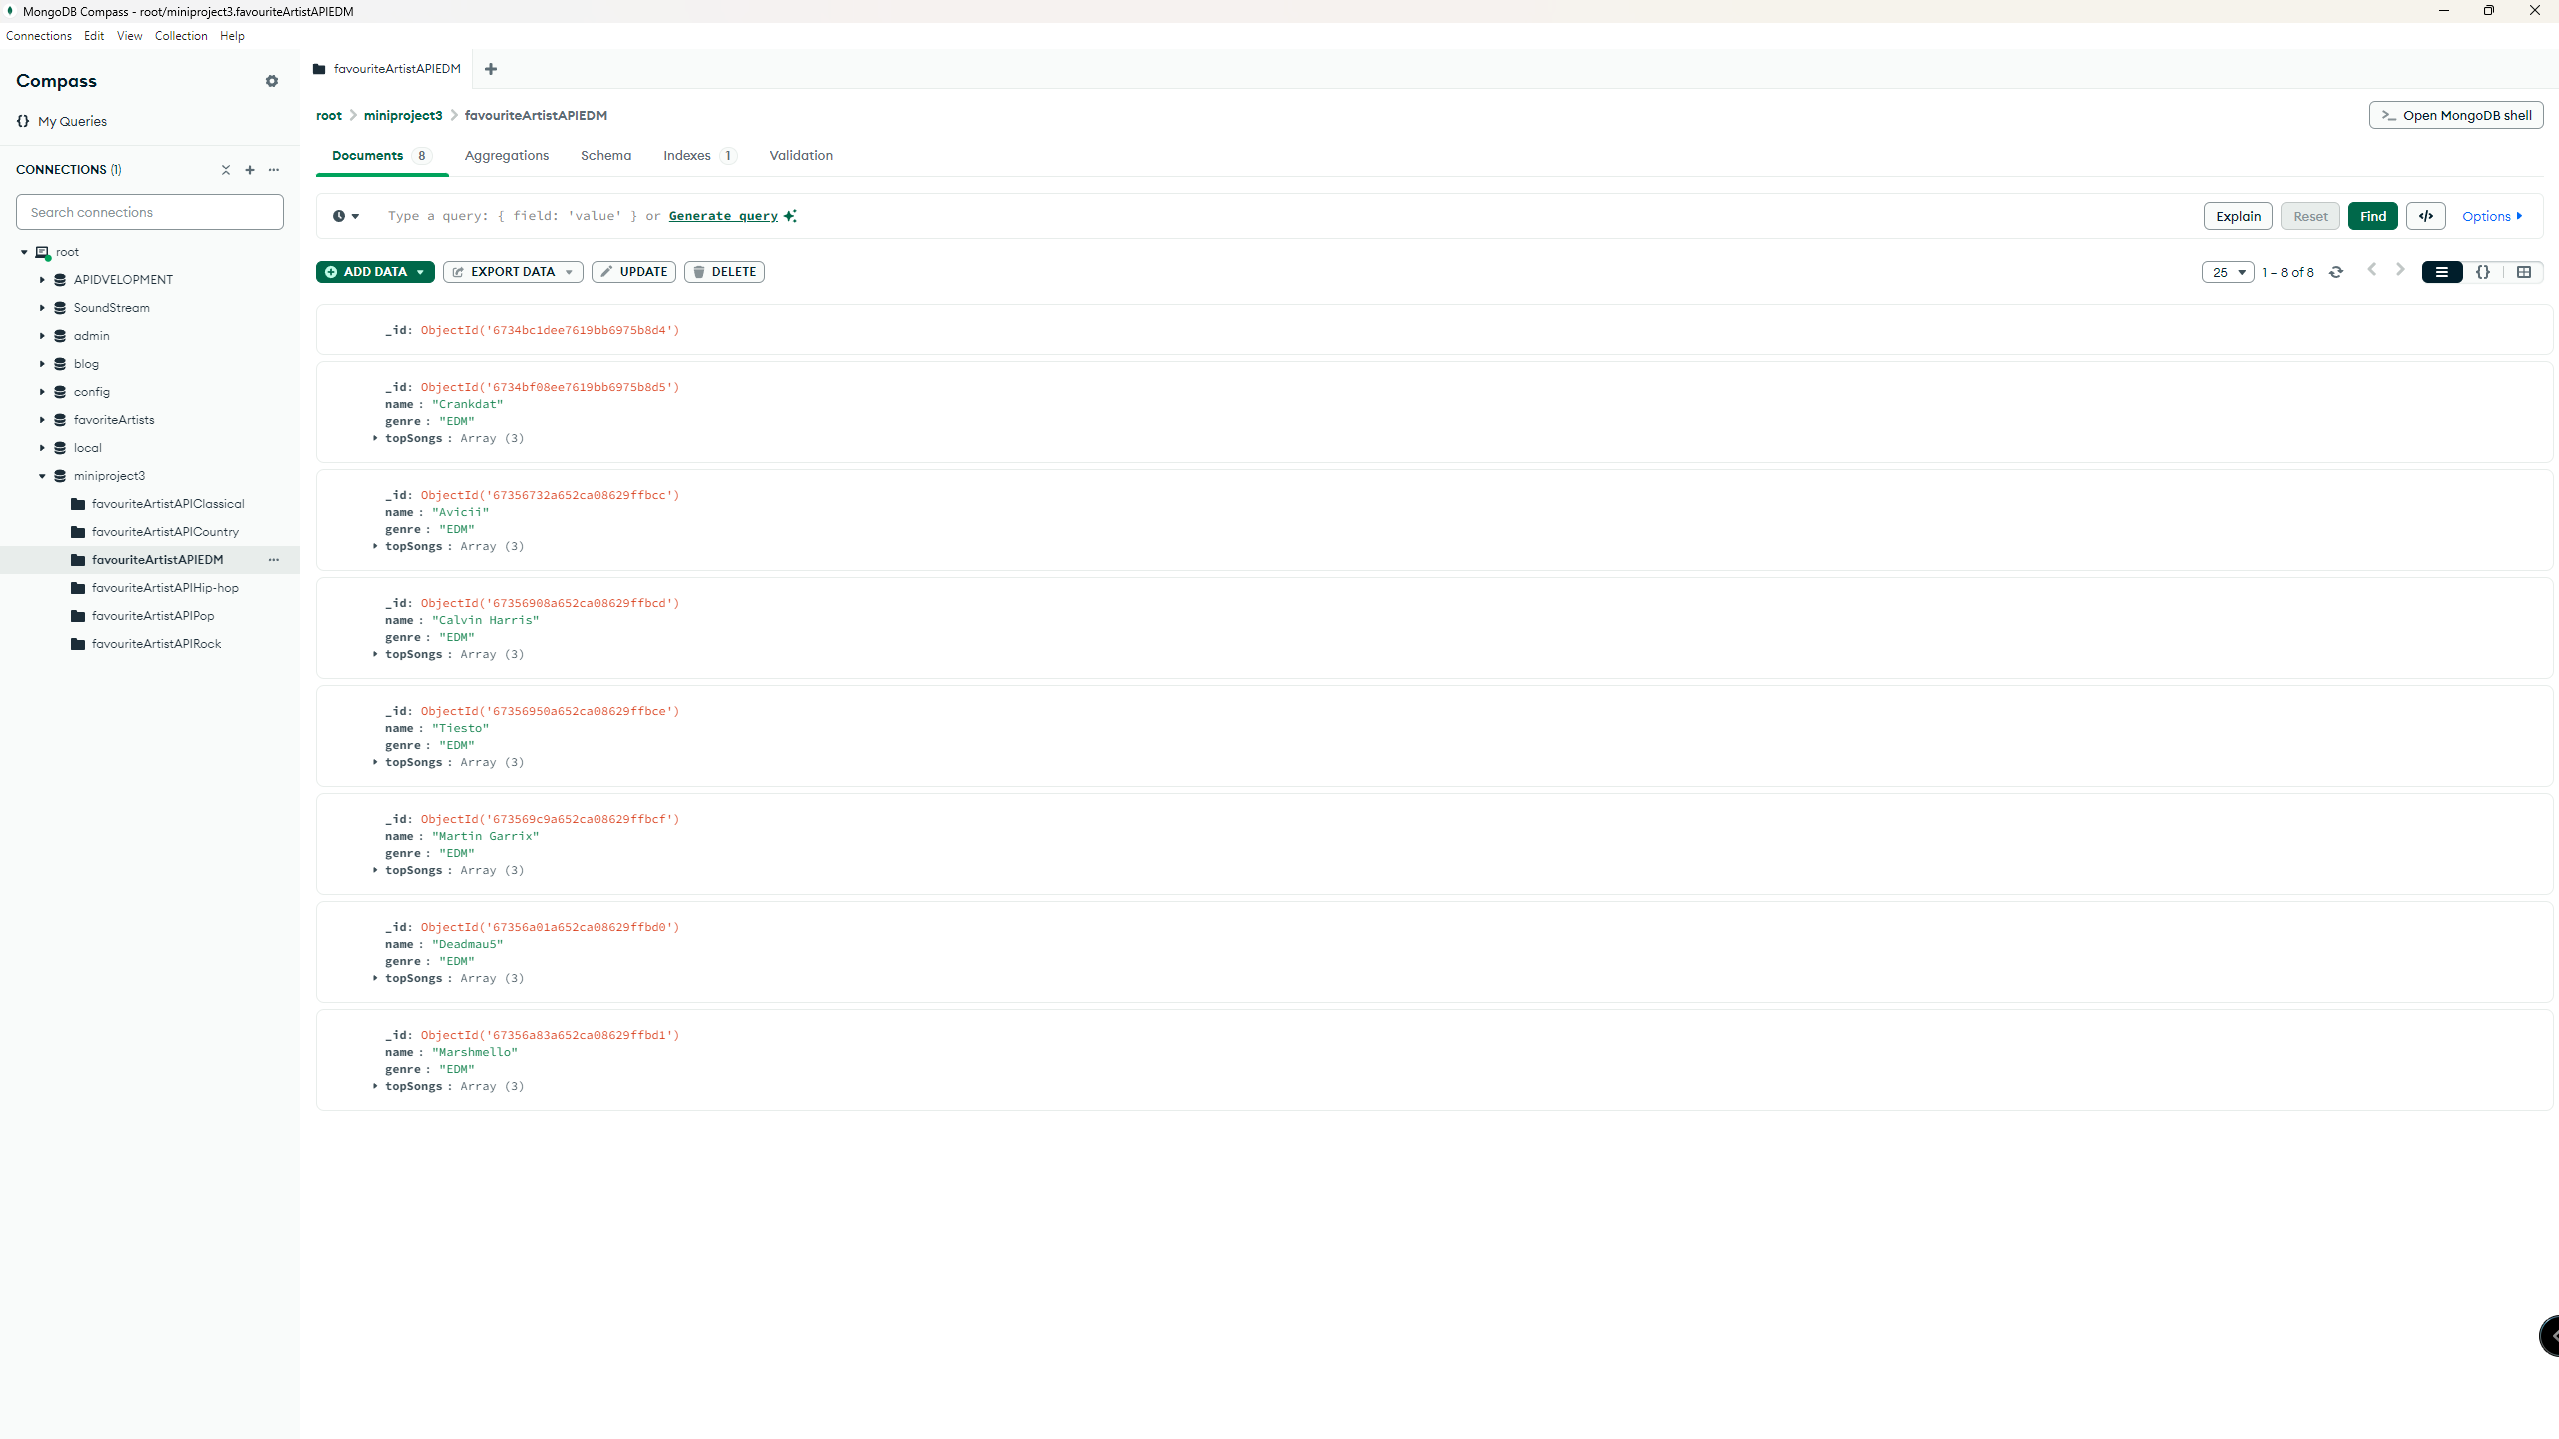 MongoDB Compass - root/miniproject3.favouriteArtistAPIEDM
Connections Edit View Collection Help
Compass
{} My Queries
CONNECTIONS (1)
Search connections
root
APIDVELOPMENT
SoundStream
admin
blog
config
favoriteArtists
local
miniproject3
favouriteArtistAPIClassical
favouriteArtistAPICountry
favouriteArtistAPIEDM
favouriteArtistAPIHip-hop
favouriteArtistAPIPop
favouriteArtistAPIRock
favouriteArtistAPIEDM
root > miniproject3 > favouriteArtistAPIEDM
>_ Open MongoDB shell
Documents 8 Aggregations Schema Indexes 1 Validation
Type a query: { field: 'value' } or Generate query
Explain Reset Find </> Options
ADD DATA EXPORT DATA UPDATE DELETE
25 1 – 8 of 8 {}
_id: ObjectId('6734bc1dee7619bb6975b8d4')
_id: ObjectId('6734bf08ee7619bb6975b8d5')
name : "Crankdat"
genre : "EDM"
topSongs : Array (3)
_id: ObjectId('67356732a652ca08629ffbcc')
name : "Avicii"
genre : "EDM"
topSongs : Array (3)
_id: ObjectId('67356908a652ca08629ffbcd')
name : "Calvin Harris"
genre : "EDM"
topSongs : Array (3)
_id: ObjectId('67356950a652ca08629ffbce')
name : "Tiesto"
genre : "EDM"
topSongs : Array (3)
_id: ObjectId('673569c9a652ca08629ffbcf')
name : "Martin Garrix"
genre : "EDM"
topSongs : Array (3)
_id: ObjectId('67356a01a652ca08629ffbd0')
name : "Deadmau5"
genre : "EDM"
topSongs : Array (3)
_id: ObjectId('67356a83a652ca08629ffbd1')
name : "Marshmello"
genre : "EDM"
topSongs : Array (3)